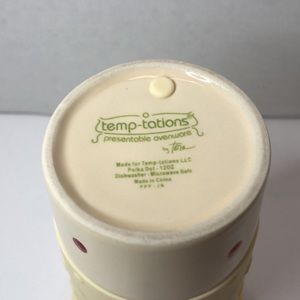 temp-tations
presentable ovenware
by Tara
Made for Temp-tations LLC
Polka Dot - 12OZ
Dishwasher - Microwave Safe
Made in China